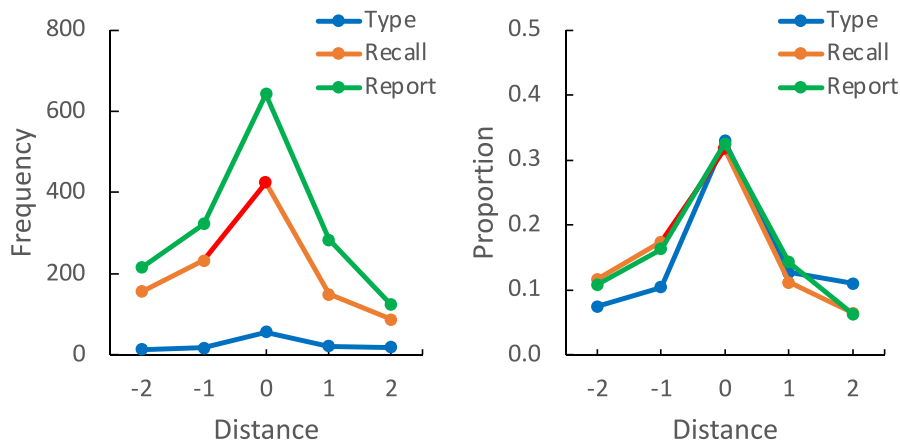 800
600
400
200
0
Frequency
-2 -1 0 1 2
Distance
Type
Recall
Report
0.5
0.4
0.3
0.2
0.1
0.0
Proportion
-2 -1 0 1 2
Distance
Type
Recall
Report